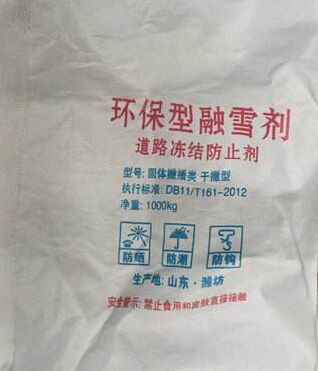 环保型融雪剂
道路冻结防止剂
型号: 固体撒播类 干撒型
执行标准: DB11/T161-2012
净重: 1000kg
防晒 防潮 防钩
生产地: 山东·潍坊
安全警示: 禁止食用和皮肤直接接触